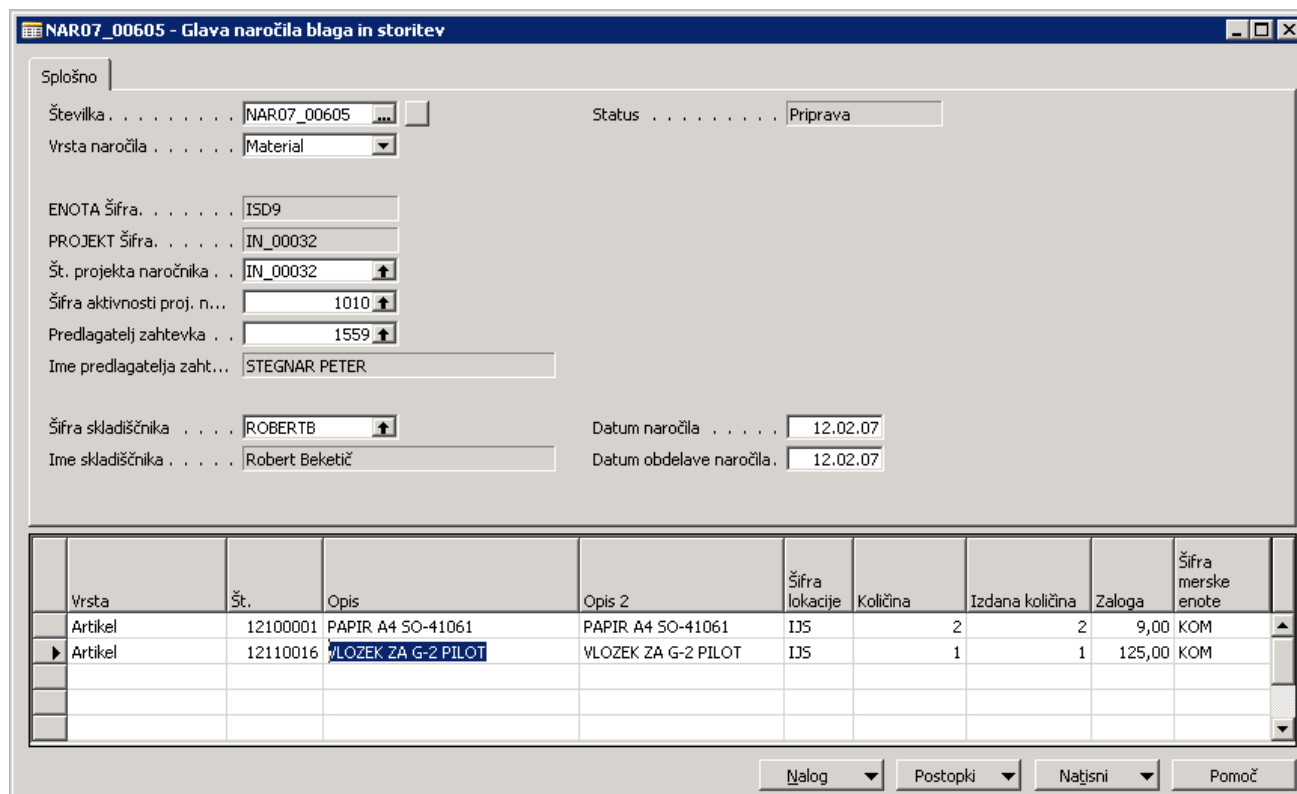 NAR07_00605 - Glava naročila blaga in storitev
Splošno
Številka . . . . . . . . . NAR07_00605 ... Status . . . . . . . . . Priprava
Vrsta naročila . . . . . . Material
ENOTA Šifra. . . . . . . . ISD9
PROJEKT Šifra. . . . . . IN_00032
Št. projekta naročnika . . IN_00032
Šifra aktivnosti proj. n... 1010
Predlagatelj zahtevka . . 1559
Ime predlagatelja zaht... STEGNAR PETER
Šifra skladiščnika . . . . ROBERTB Datum naročila . . . . . 12.02.07
Ime skladiščnika . . . . . Robert Beketič Datum obdelave naročila. 12.02.07
Vrsta Št. Opis Opis 2 Šifra lokacije Količina Izdana količina Zaloga Šifra merske enote
Artikel 12100001 PAPIR A4 SO-41061 PAPIR A4 SO-41061 IJS 2 2 9,00 KOM
Artikel 12110016 VLOZEK ZA G-2 PILOT VLOZEK ZA G-2 PILOT IJS 1 1 125,00 KOM
Nalog Postopki Natisni Pomoč